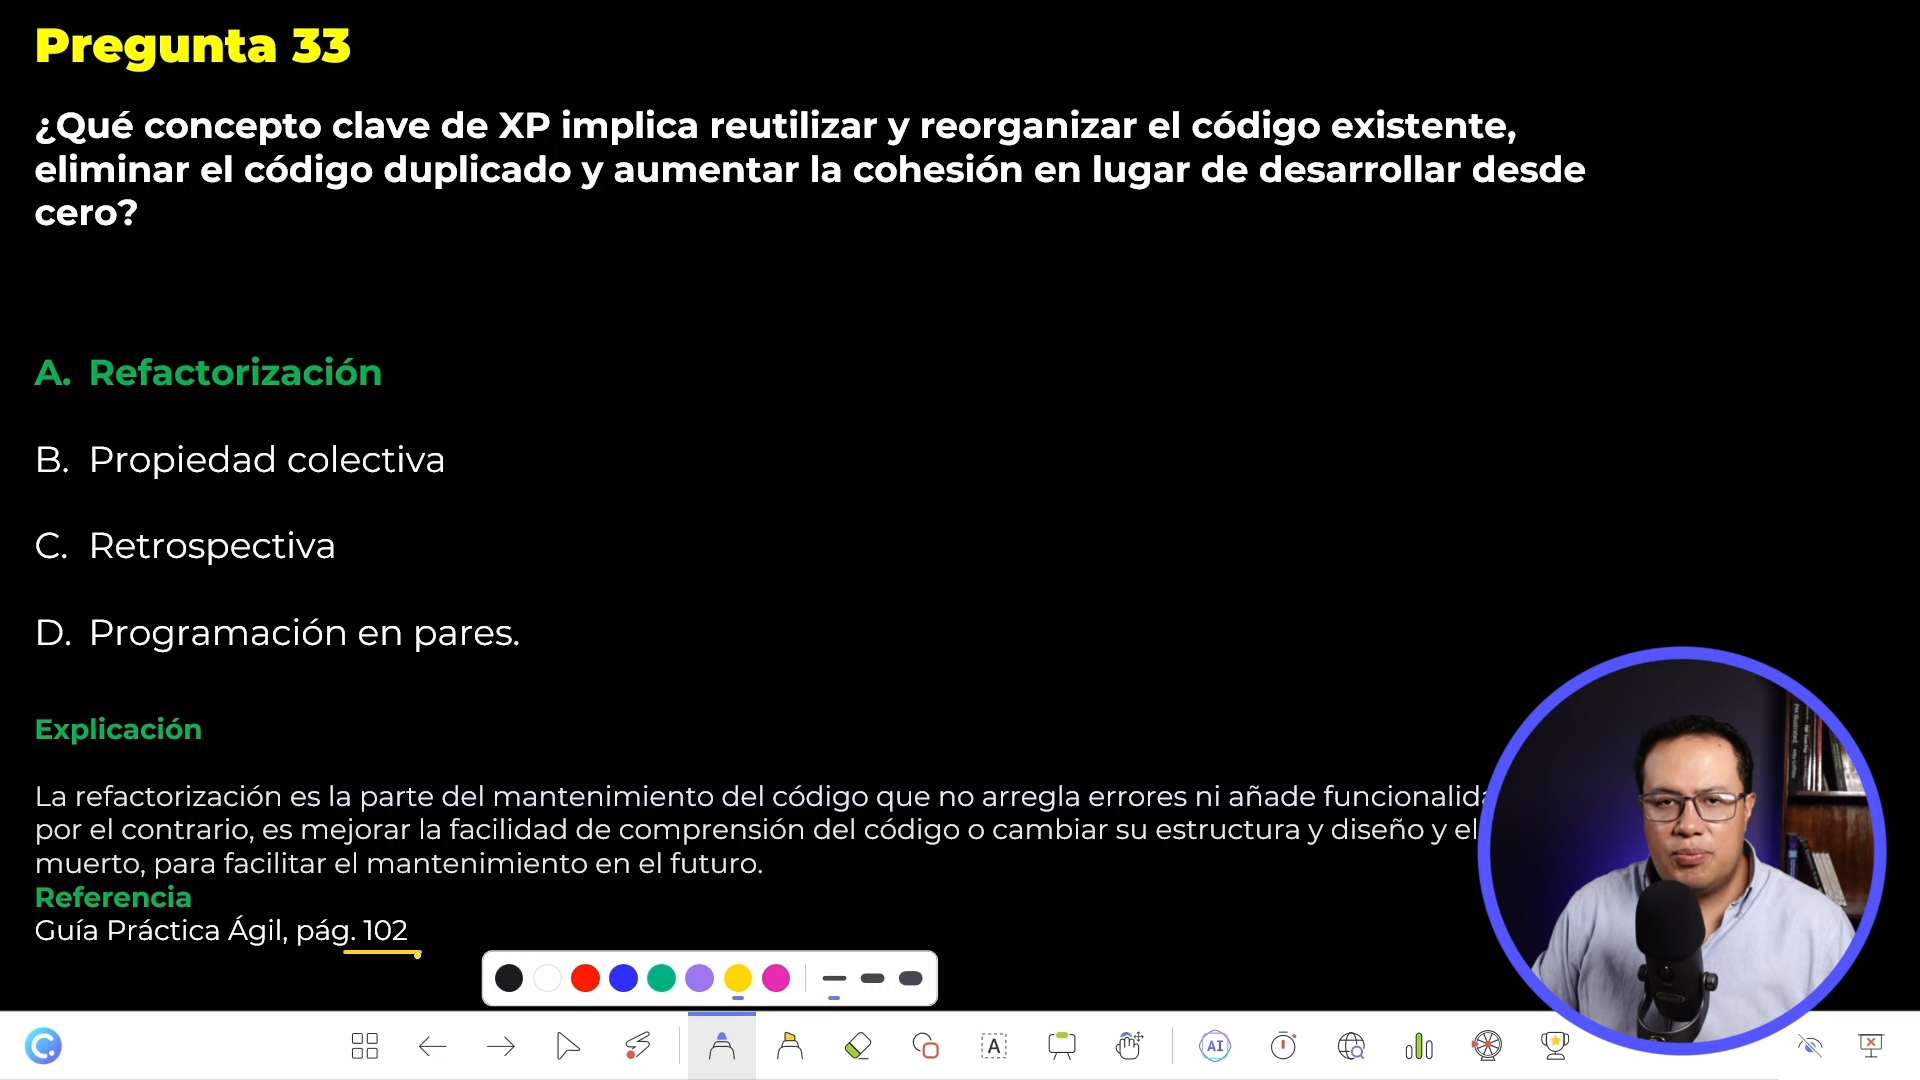 Pregunta 33
¿Qué concepto clave de XP implica reutilizar y reorganizar el código existente,
eliminar el código duplicado y aumentar la cohesión en lugar de desarrollar desde
cero?
A. Refactorización
B. Propiedad colectiva
C. Retrospectiva
D. Programación en pares.
Explicación
La refactorización es la parte del mantenimiento del código que no arregla errores ni añade
por el contrario, es mejorar la facilidad de comprensión del código o cambiar su estructura y diseño y
muerto, para facilitar el mantenimiento en el futuro.
Referencia
Guía Práctica Ágil, pág. 102
A
AI